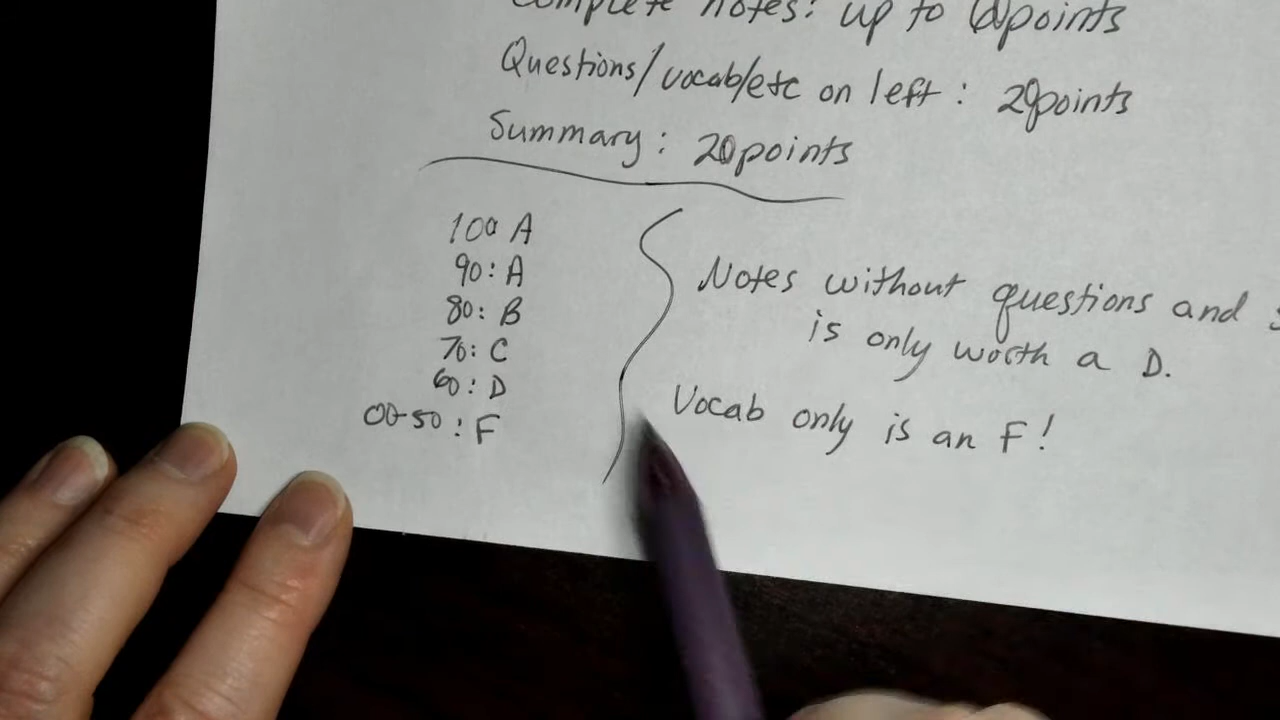 Complete notes: up to 60points
Questions/vocab/etc on left: 20points
Summary: 20points
100 A
90: A
80: B
70: C
60: D
00-50: F
Notes without questions and
is only worth a D.
Vocab only is an F!